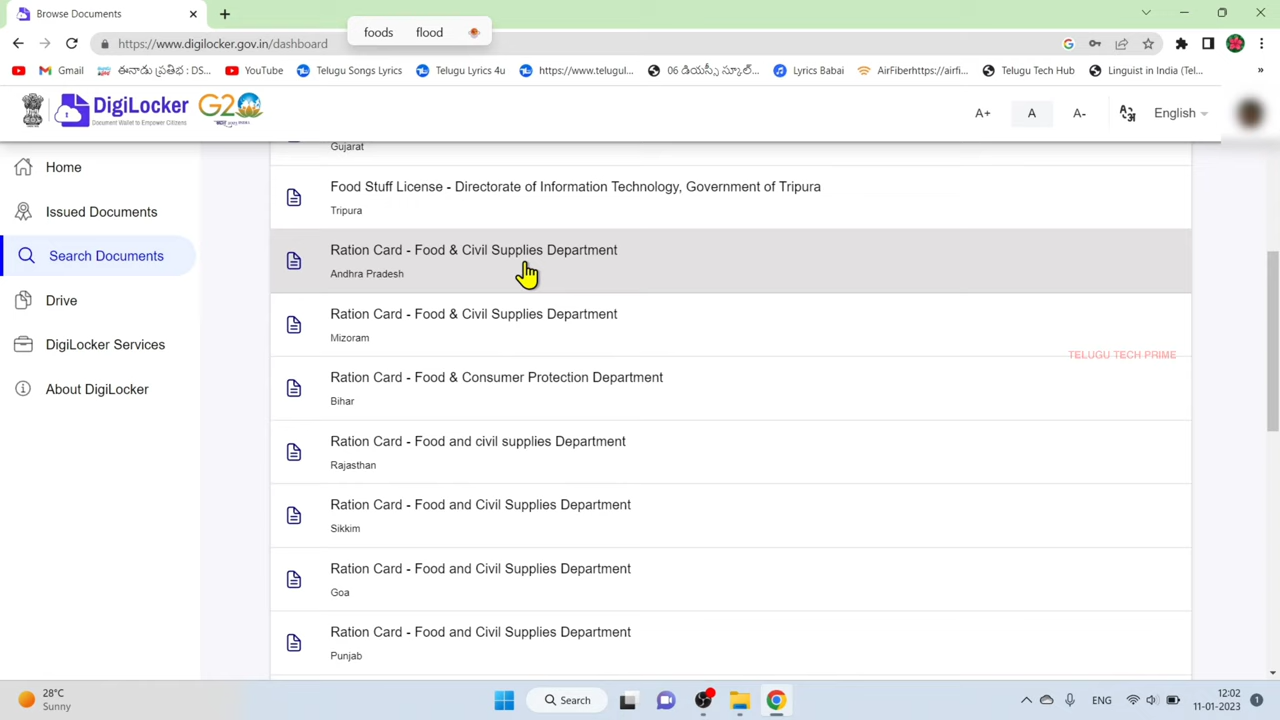 Browse Documents
foods flood
https://www.digilocker.gov.in/dashboard
Gmail ఈనాడు ప్రతిభ : DS... YouTube Telugu Songs Lyrics Telugu Lyrics 4u https://www.telugul... 06 డియస్సీ స్కూల్... Lyrics Babai AirFiberhttps://airfi... Telugu Tech Hub Linguist in India (Tel... »
DigiLocker
Document Wallet to Empower Citizens
G20
A+ A A- English
Home
Issued Documents
Search Documents
Drive
DigiLocker Services
About DigiLocker
Gujarat
Food Stuff License - Directorate of Information Technology, Government of Tripura
Tripura
Ration Card - Food & Civil Supplies Department
Andhra Pradesh
Ration Card - Food & Civil Supplies Department
Mizoram
TELUGU TECH PRIME
Ration Card - Food & Consumer Protection Department
Bihar
Ration Card - Food and civil supplies Department
Rajasthan
Ration Card - Food and Civil Supplies Department
Sikkim
Ration Card - Food and Civil Supplies Department
Goa
Ration Card - Food and Civil Supplies Department
Punjab
28°C
Sunny
Search
ENG
12:02
11-01-2023
1